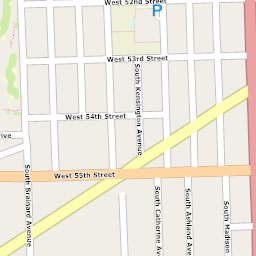 West 52nd Street
P
West 53rd Street
South Kensington Avenue
West 54th Street
rive
West 55th Street
South Brainard Avenue
South Catherine Ave
South Ashland Ave
South Madison